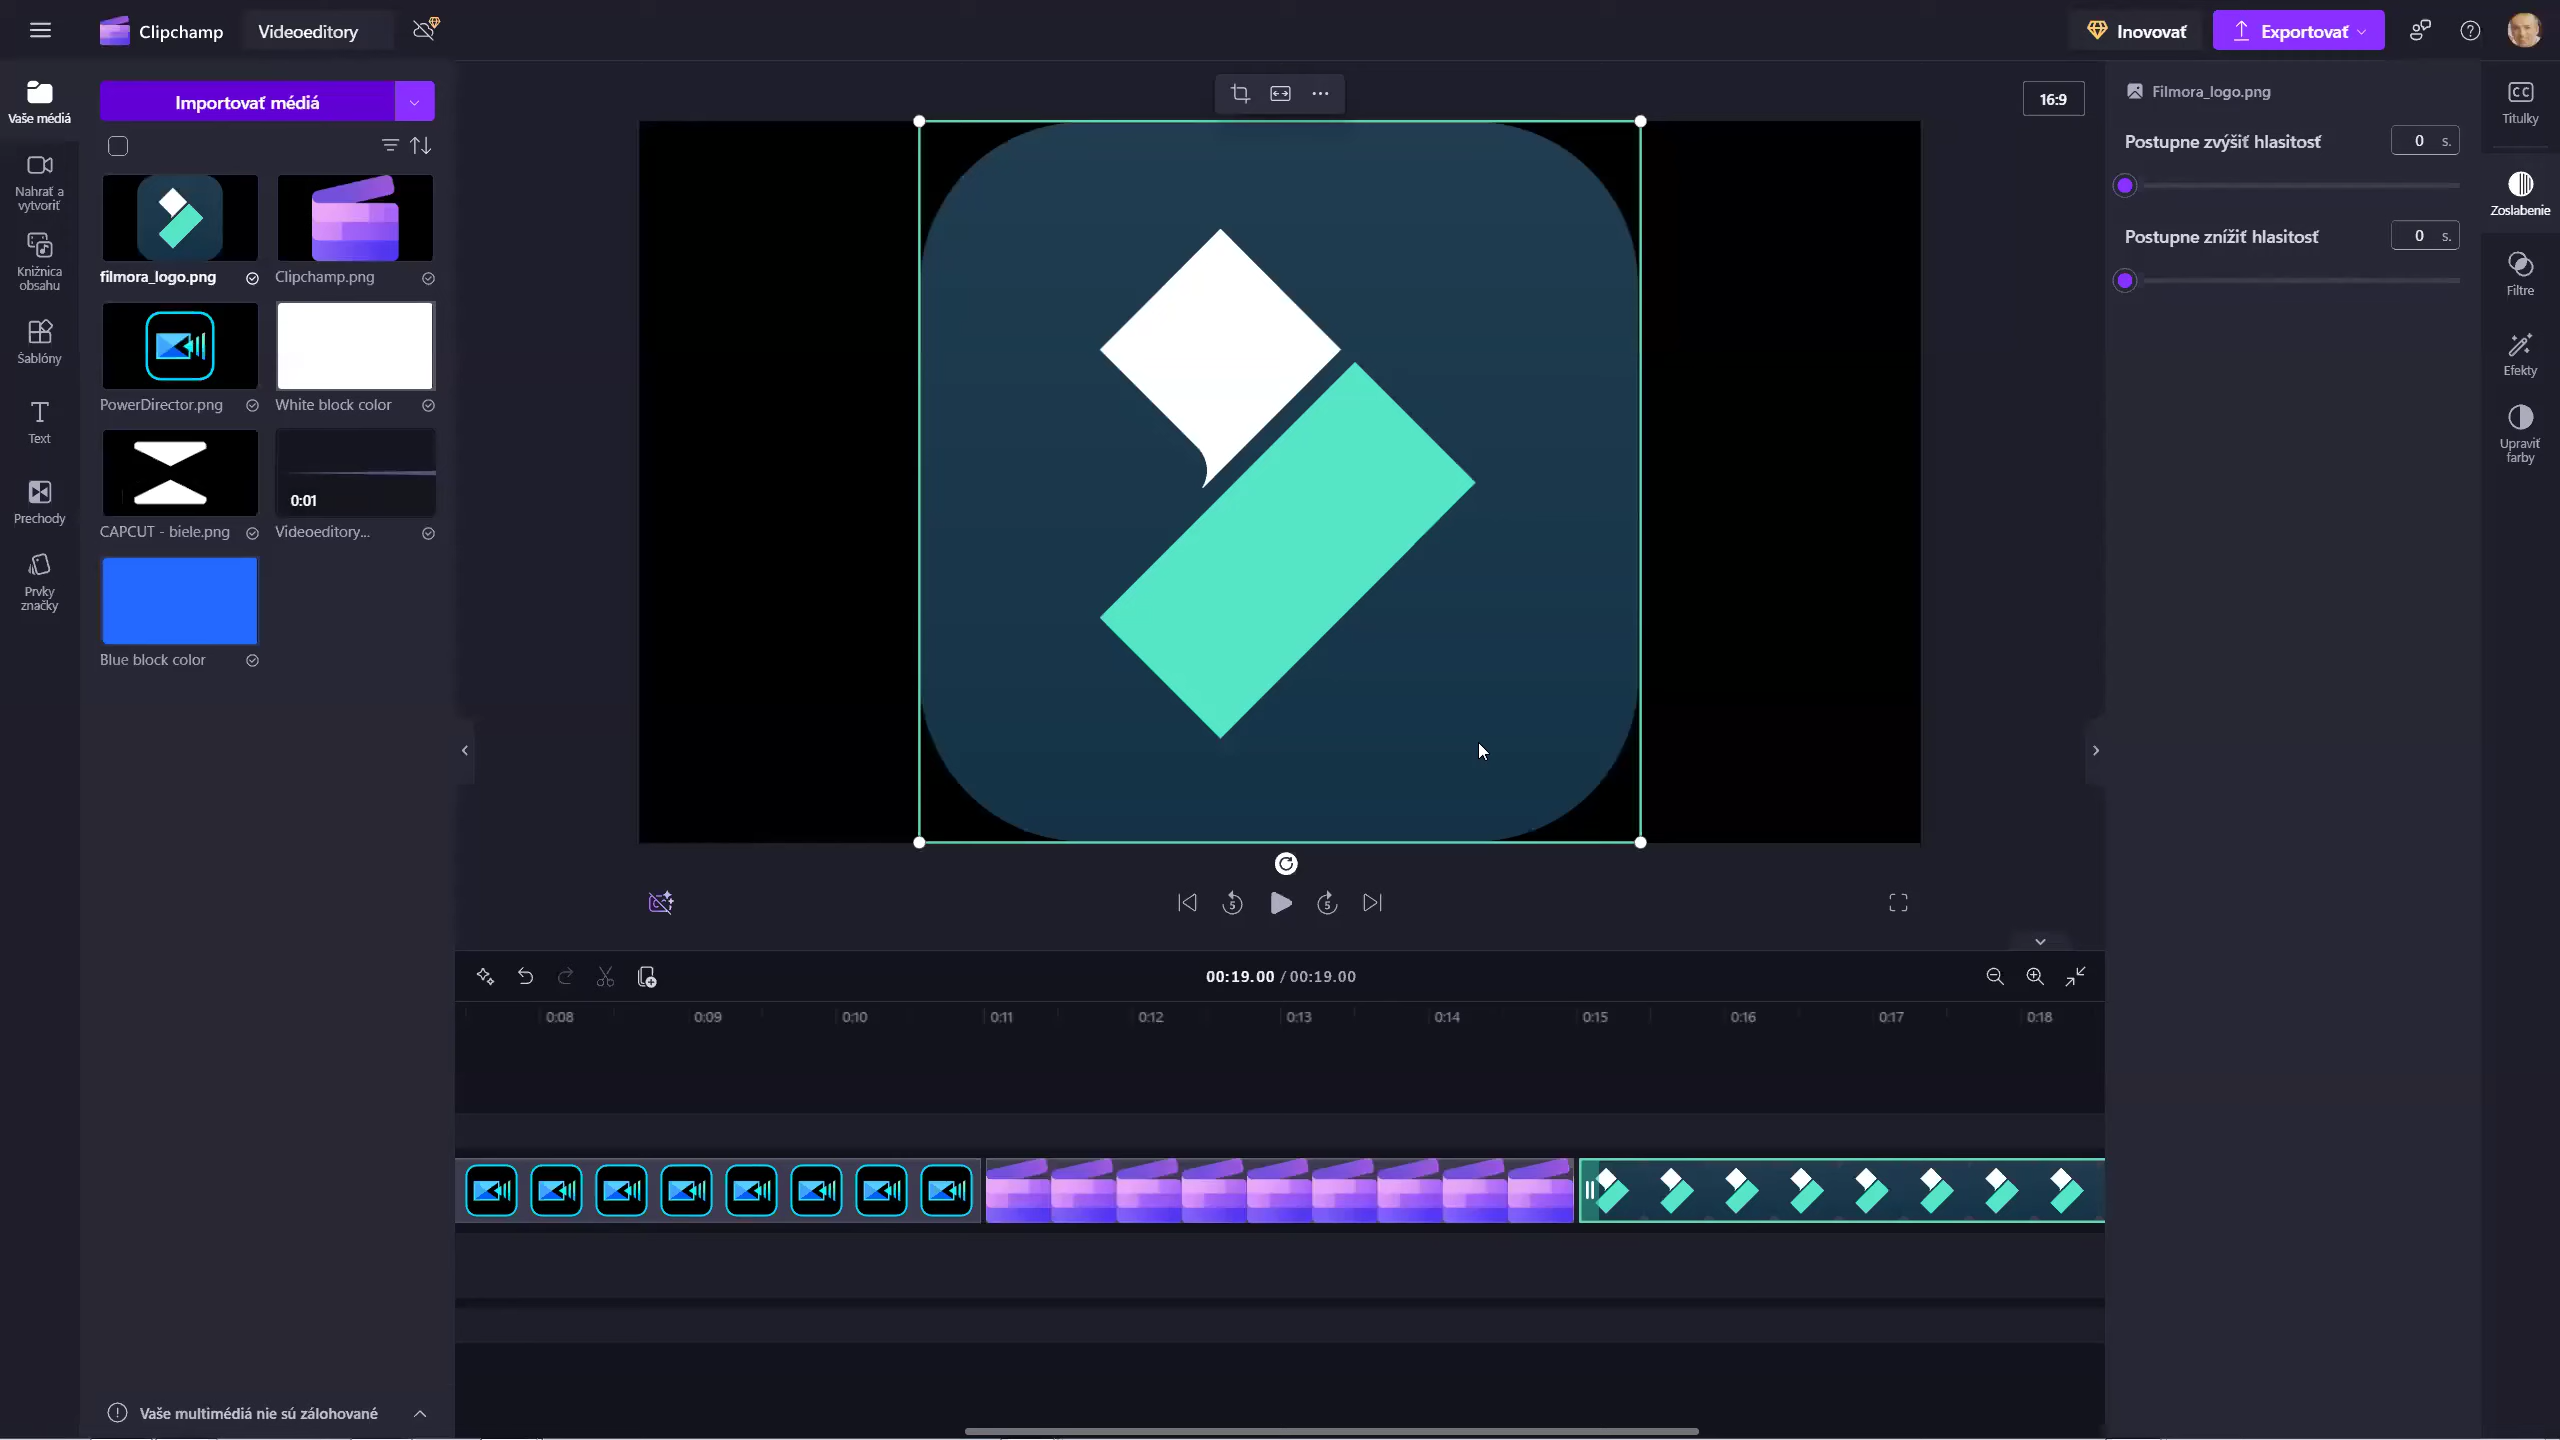 Clipchamp
Videoeditory
Inovovať
Exportovať
Vaše médiá
Nahrať a
vytvoriť
Knižnica
obsahu
Šablóny
Text
Prechody
Prvky
značky
Importovať médiá
filmora_logo.png
Clipchamp.png
PowerDirector.png
White block color
CAPCUT - biele.png
0:01
Videoeditory...
Blue block color
Vaše multimédiá nie sú zálohované
16:9
Filmora_logo.png
Postupne zvýšiť hlasitosť
0 s.
Postupne znížiť hlasitosť
0 s.
CC
Titulky
Zoslabenie
Filtre
Efekty
Upraviť
farby
5
5
00:19.00 / 00:19.00
0:08 0:09 0:10 0:11 0:12 0:13 0:14 0:15 0:16 0:17 0:18